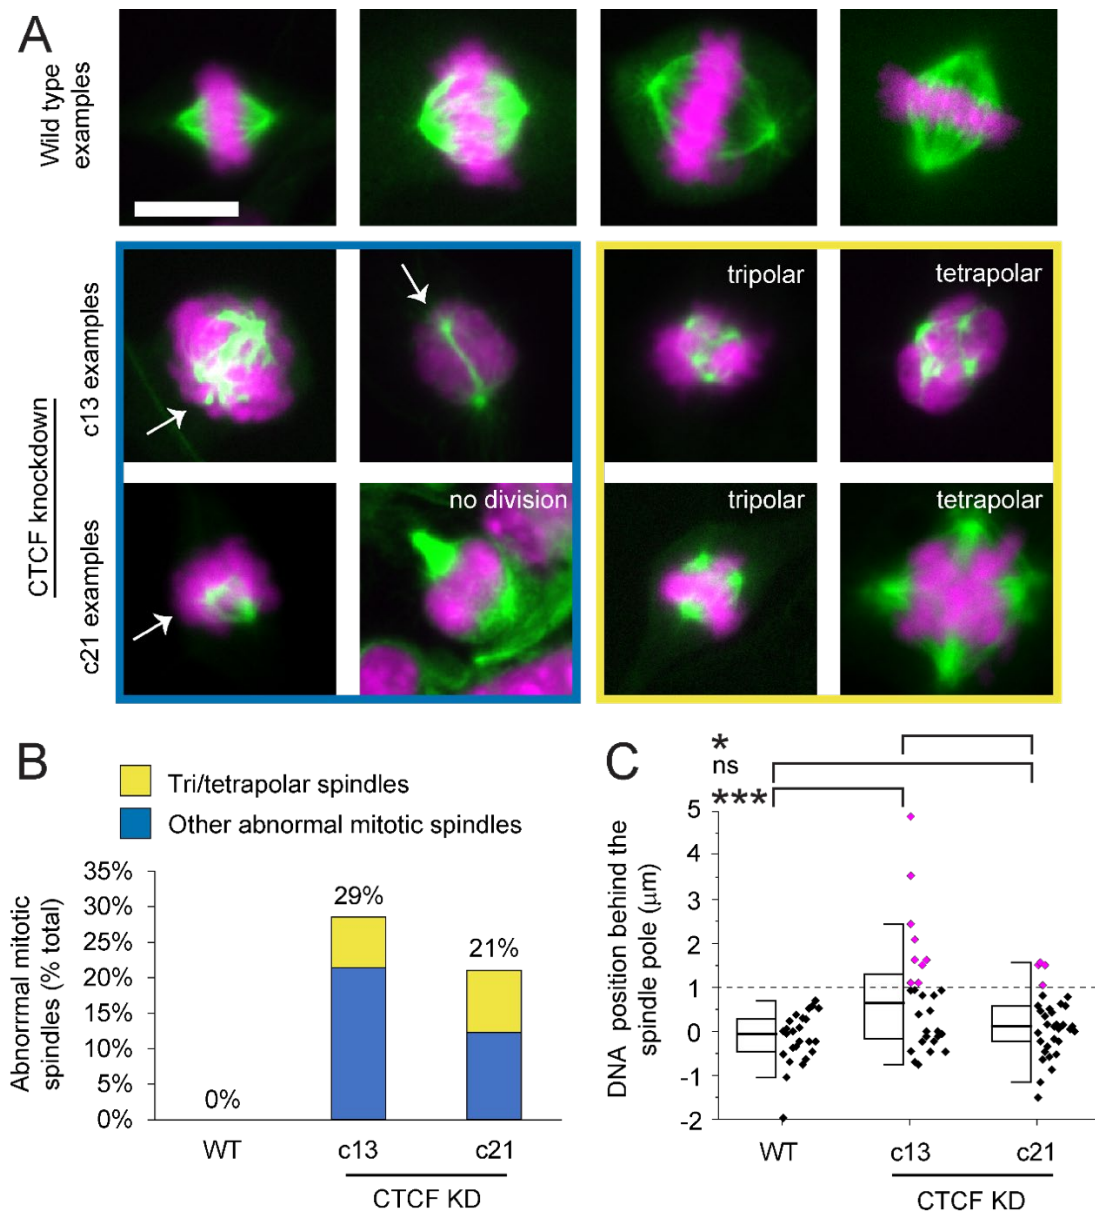 A
Wild type
examples
CTCF knockdown
c13 examples
tripolar
tetrapolar
c21 examples
no division
tripolar
tetrapolar
B
Tri/tetrapolar spindles
Other abnormal mitotic spindles
Abnorrmal mitotic
spindles (% total)
35%
30%
25%
20%
15%
10%
5%
0%
0%
29%
21%
WT
c13
c21
CTCF KD
C
*
ns
***
DNA position behind the
spindle pole (μm)
5
4
3
2
1
0
-1
-2
WT
c13
c21
CTCF KD